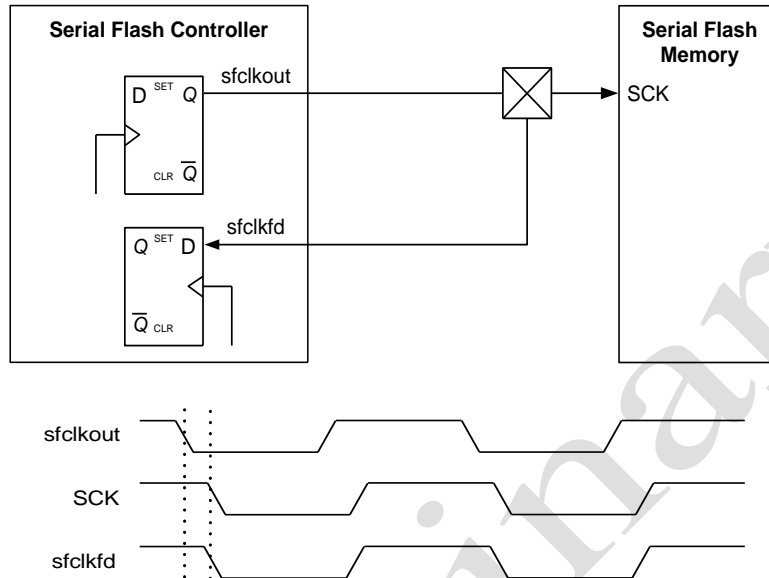 Serial Flash Controller
Serial Flash
Memory
D SET Q
sfclkout
SCK
CLR Q
sfclkfd
Q SET D
Q CLR
sfclkout
SCK
sfclkfd